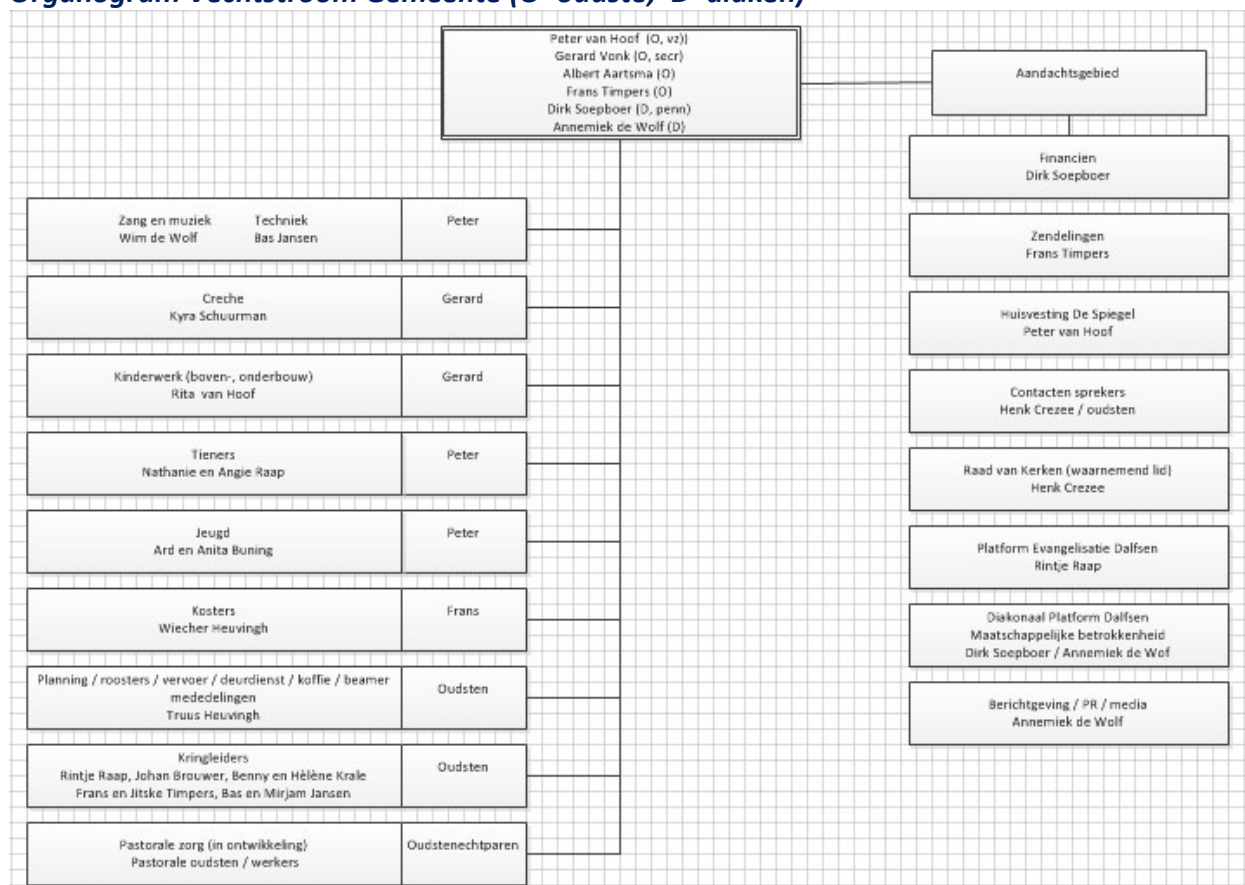 Organogram Vechtstroom Gemeente (O=oudste, D=diaken)
Peter van Hoof (O, vz))
Gerard Vonk (O, secr)
Albert Aartsma (O)
Frans Timpers (O)
Dirk Soepboer (D, penn)
Annemiek de Wolf (D)
Aandachtsgebied
Financien
Dirk Soepboer
Zendelingen
Frans Timpers
Huisvesting De Spiegel
Peter van Hoof
Contacten sprekers
Henk Crezee / oudsten
Raad van Kerken (waarnemend lid)
Henk Crezee
Platform Evangelisatie Dalfsen
Rintje Raap
Diakonaal Platform Dalfsen
Maatschappelijke betrokkenheid
Dirk Soepboer / Annemiek de Wof
Berichtgeving / PR / media
Annemiek de Wolf
Zang en muziek Techniek
Wim de Wolf Bas Jansen
Peter
Creche
Kyra Schuurman
Gerard
Kinderwerk (boven-, onderbouw)
Rita van Hoof
Gerard
Tieners
Nathanie en Angie Raap
Peter
Jeugd
Ard en Anita Buning
Peter
Kosters
Wiecher Heuvingh
Frans
Planning / roosters / vervoer / deurdienst / koffie / beamer
mededelingen
Truus Heuvingh
Oudsten
Kringleiders
Rintje Raap, Johan Brouwer, Benny en Hèlène Krale
Frans en Jitske Timpers, Bas en Mirjam Jansen
Oudsten
Pastorale zorg (in ontwikkeling)
Pastorale oudsten / werkers
Oudstenechtparen